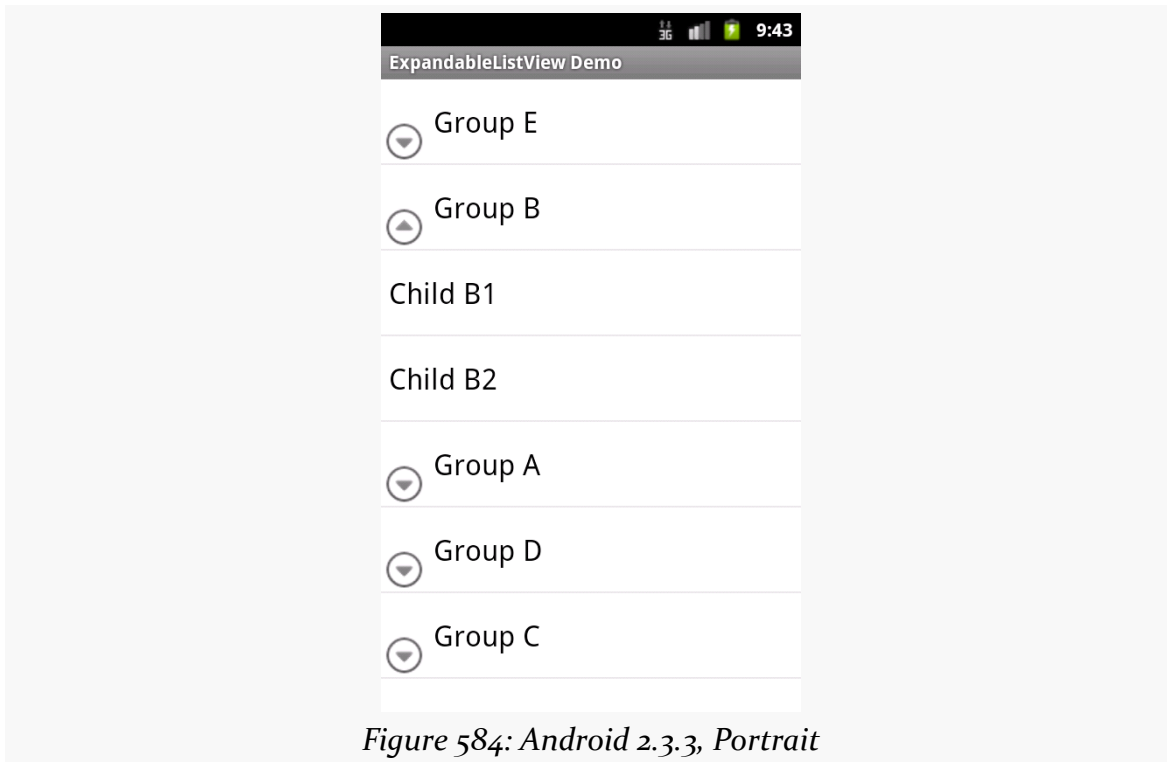 3G 9:43
ExpandableListView Demo
Group E
Group B
Child B1
Child B2
Group A
Group D
Group C
Figure 584: Android 2.3.3, Portrait